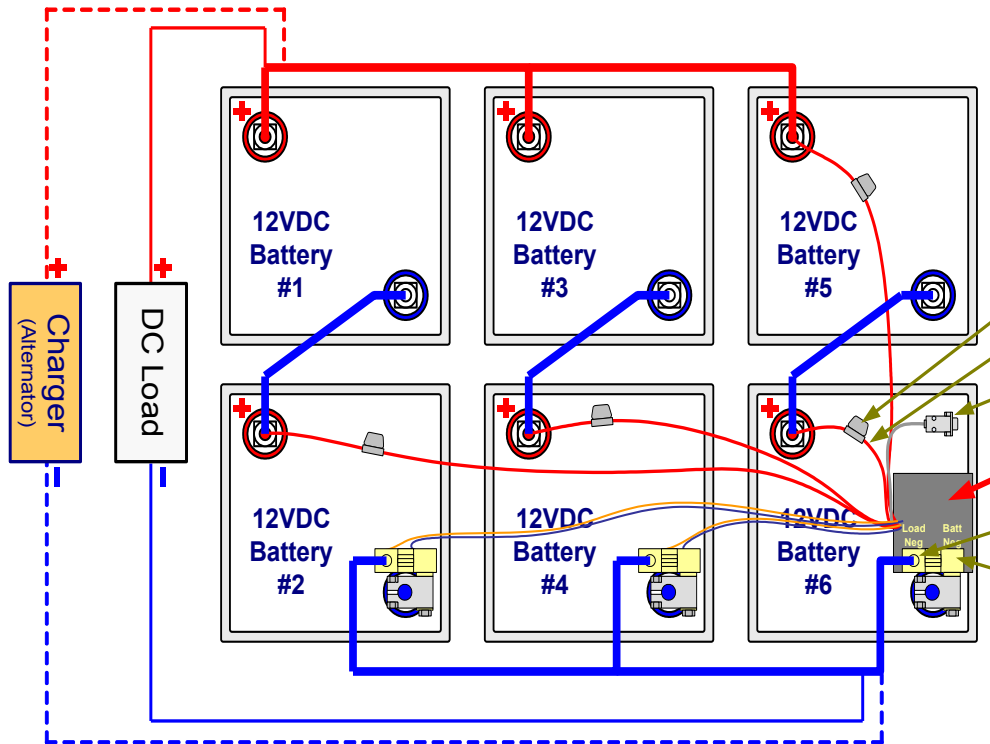 12VDC
Battery
#1
12VDC
Battery
#3
12VDC
Battery
#5
Charger
(Alternator)
DC Load
12VDC
Battery
#2
12VDC
Battery
#4
12VDC
Battery
#6
Load
Neg
Batt
Neg